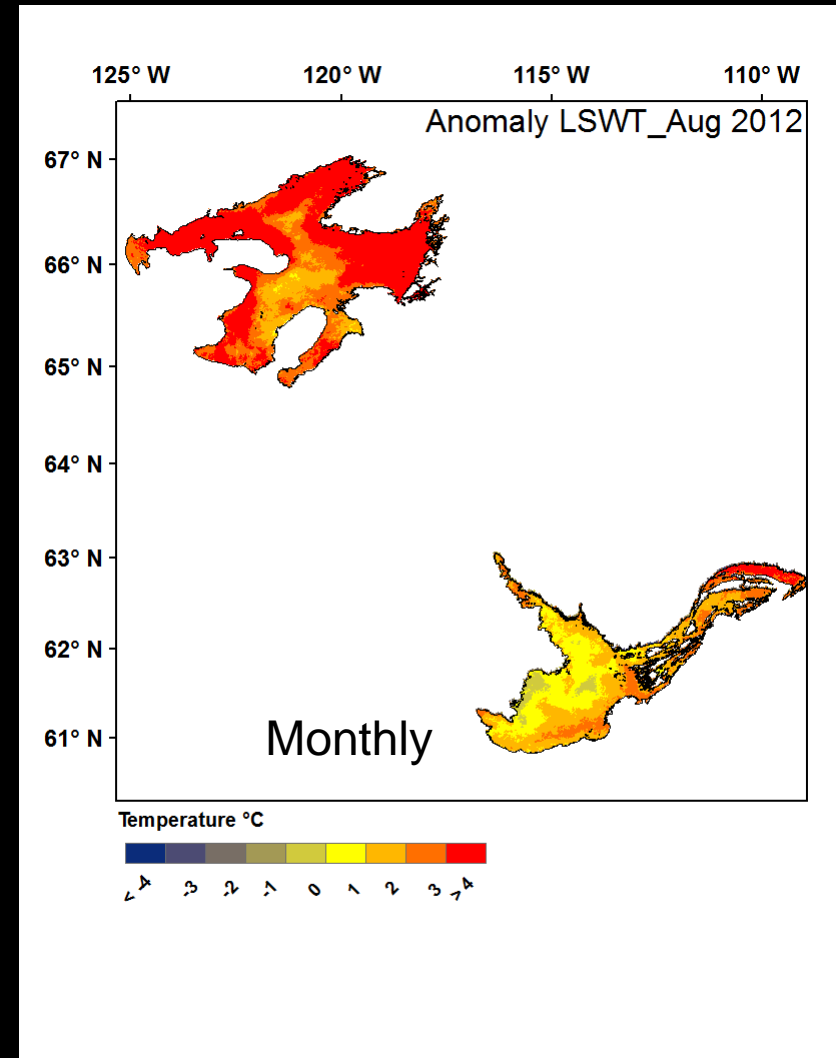 125° W 120° W 115° W 110° W
Anomaly LSWT_Aug 2012
67° N
66° N
65° N
64° N
63° N
62° N
61° N
Monthly
Temperature °C
< -4 -3 -2 -1 0 1 2 3 > 4